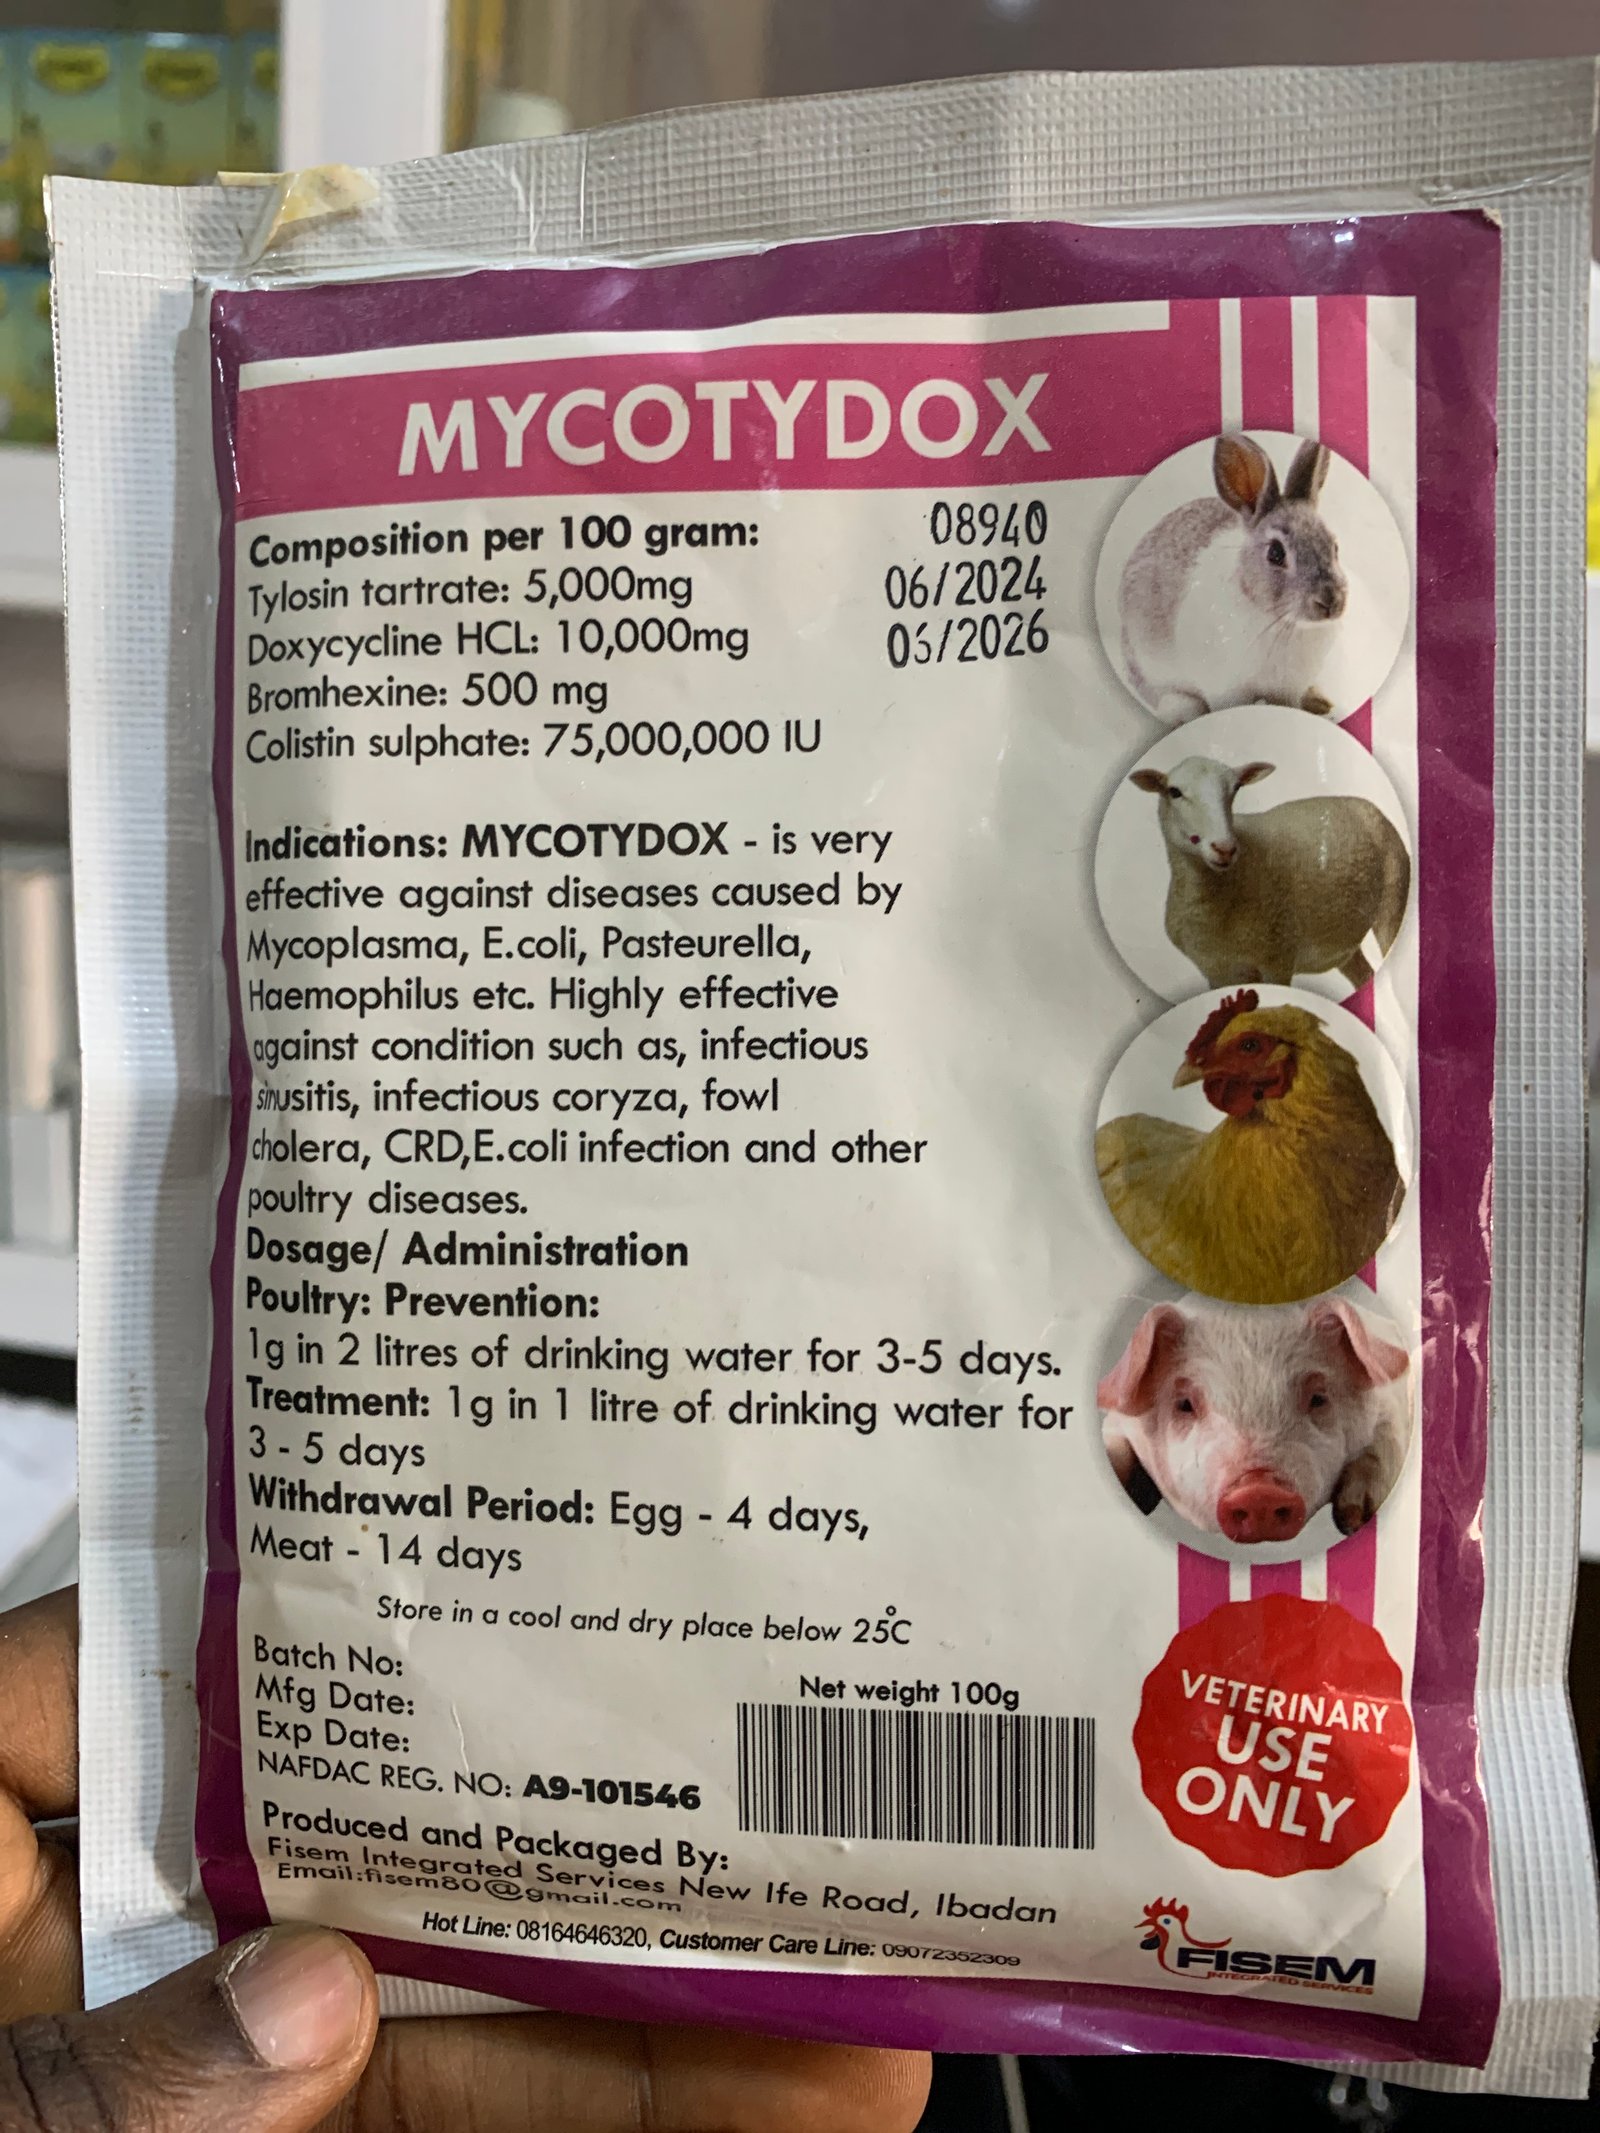 MYCOTYDOX
Composition per 100 gram:
Tylosin tartrate: 5,000mg
Doxycycline HCL: 10,000mg
Bromhexine: 500 mg
Colistin sulphate: 75,000,000 IU
08940
06/2024
05/2026
Indications: MYCOTYDOX - is very
effective against diseases caused by
Mycoplasma, E.coli, Pasteurella,
Haemophilus etc. Highly effective
against condition such as, infectious
sinusitis, infectious coryza, fowl
cholera, CRD,E.coli infection and other
poultry diseases.
Dosage/ Administration
Poultry: Prevention:
1g in 2 litres of drinking water for 3-5 days.
Treatment: 1g in 1 litre of drinking water for
3 - 5 days
Withdrawal Period: Egg - 4 days,
Meat - 14 days
Store in a cool and dry place below 25°C
Batch No:
Mfg Date:
Exp Date:
NAFDAC REG. NO: A9-101546
Net weight 100g
VETERINARY
USE
ONLY
Produced and Packaged By:
Fisem Integrated Services New Ife Road, Ibadan
Email:fisem80@gmail.com
Hot Line: 08164646320, Customer Care Line: 09072352309
FISEM
INTEGRATED SERVICES